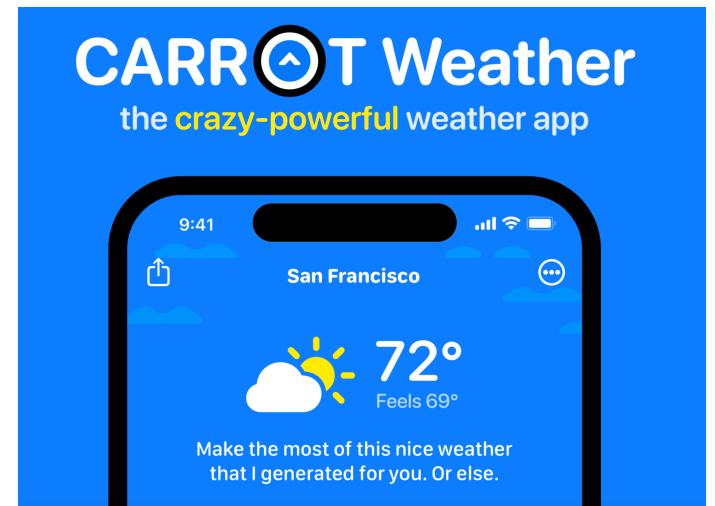 CARROT Weather
the crazy-powerful weather app
9:41
San Francisco
72°
Feels 69°
Make the most of this nice weather
that I generated for you. Or else.